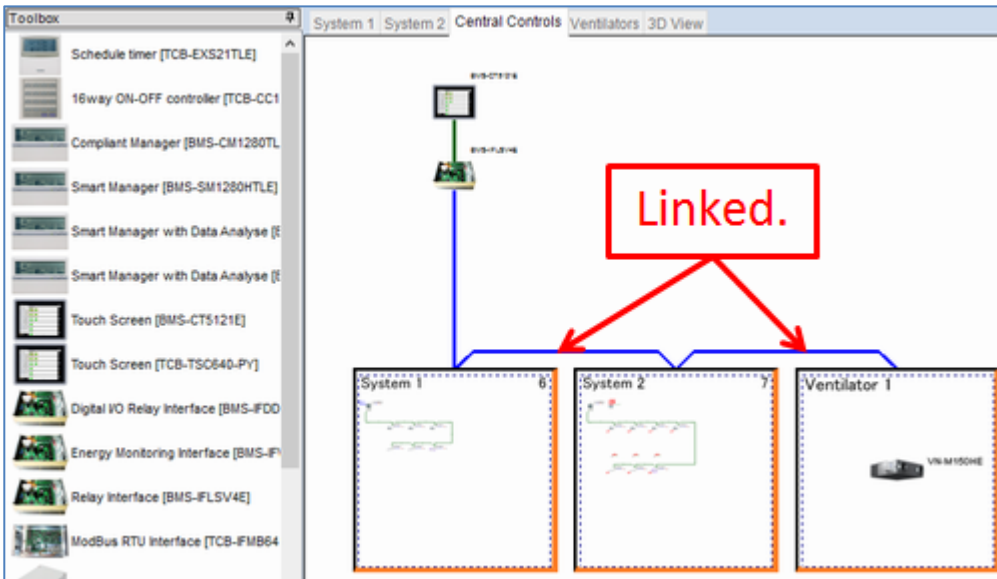 Toolbox
Schedule timer [TCB-EXS21TLE]
16way ON-OFF controller [TCB-CC1
Compliant Manager [BMS-CM1280TL
Smart Manager [BMS-SM1280HTLE]
Smart Manager with Data Analyse [E
Smart Manager with Data Analyse [E
Touch Screen [BMS-CT5121E]
Touch Screen [TCB-TSC640-PY]
Digital I/O Relay Interface [BMS-IFDD
Energy Monitoring Interface [BMS-IF
Relay Interface [BMS-IFLSV4E]
ModBus RTU Interface [TCB-IFMB64
System 1 System 2 Central Controls Ventilators 3D View
BMS-CT5121E
BMS-IFLSV4E
Linked.
System 1 6
System 2 7
Ventilator 1
VN-M150HE